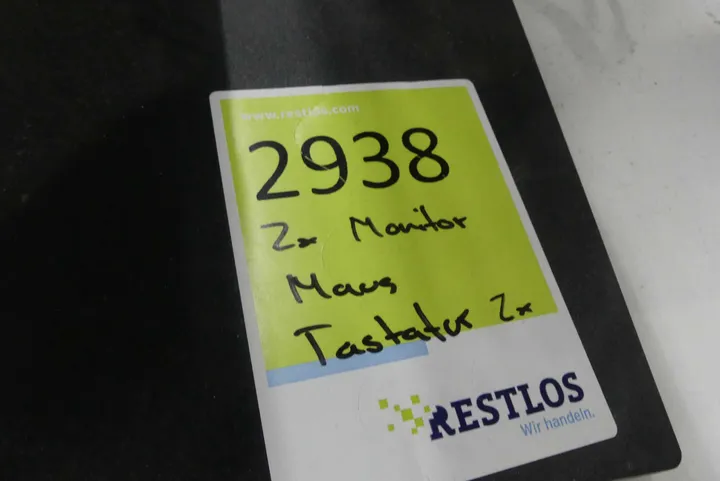 www.restlos.com
2938
2x Monitor
Maus
Tastatur 2x
RESTLOS
Wir handeln.